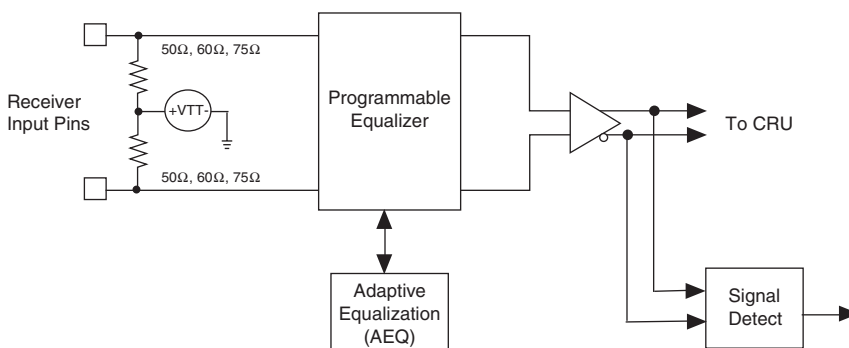 50Ω, 60Ω, 75Ω
Receiver
Input Pins
+VTT-
50Ω, 60Ω, 75Ω
Programmable
Equalizer
Adaptive
Equalization
(AEQ)
To CRU
Signal
Detect